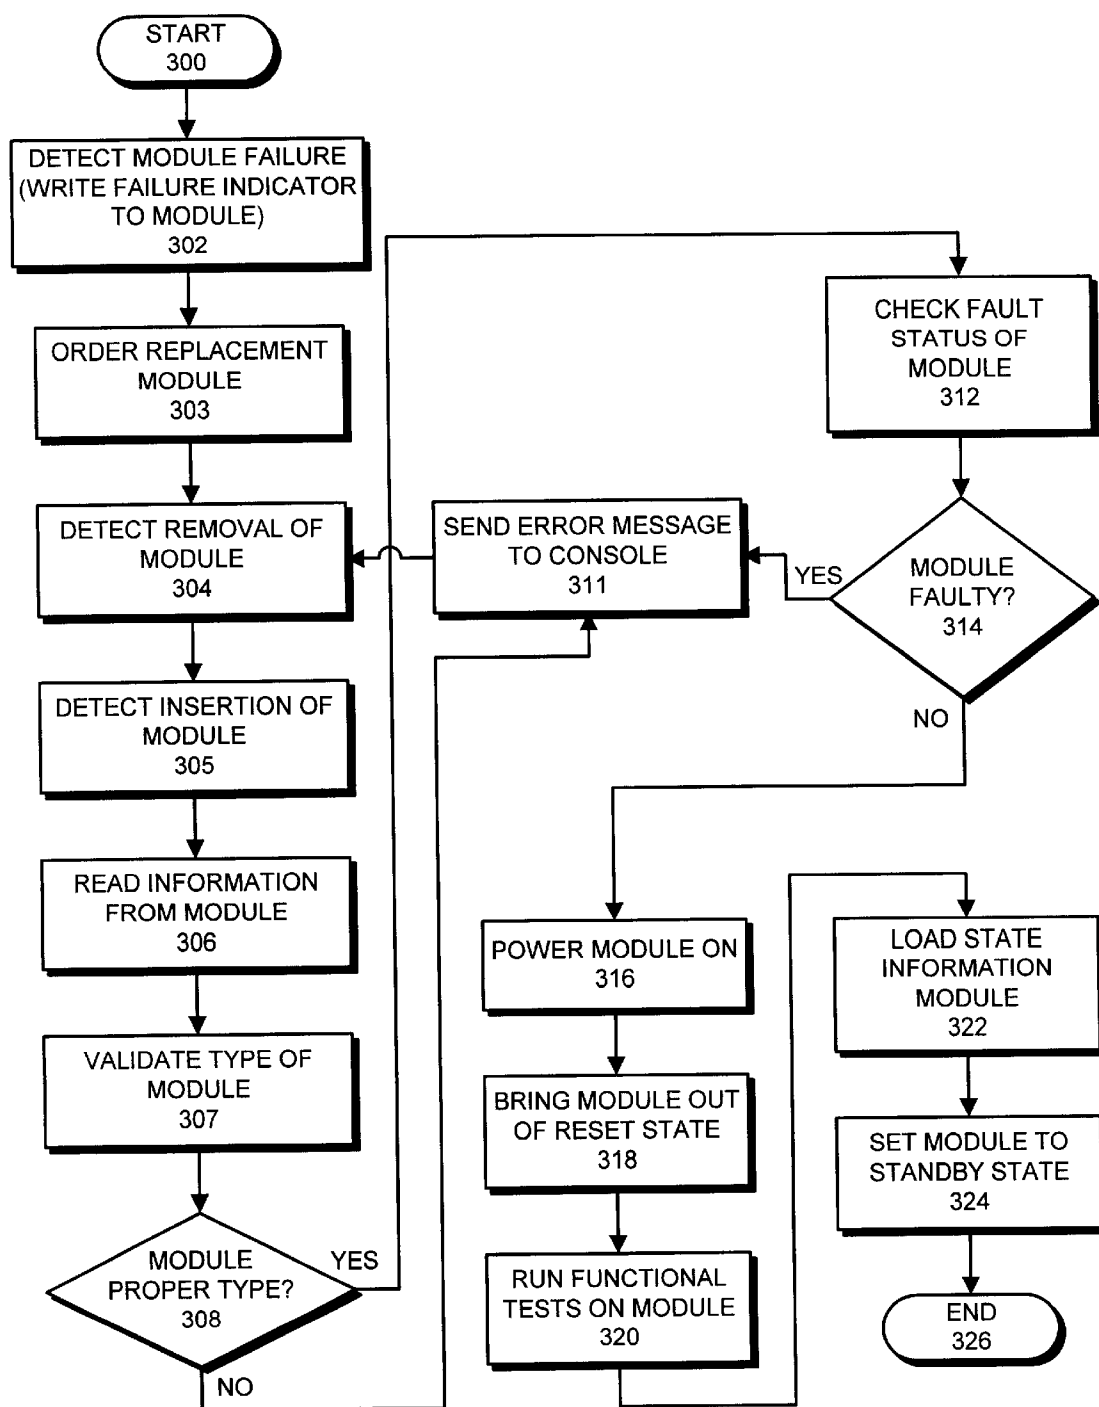 START
300
DETECT MODULE FAILURE
(WRITE FAILURE INDICATOR
TO MODULE)
302
ORDER REPLACEMENT
MODULE
303
DETECT REMOVAL OF
MODULE
304
DETECT INSERTION OF
MODULE
305
READ INFORMATION
FROM MODULE
306
VALIDATE TYPE OF
MODULE
307
MODULE
PROPER TYPE?
308
YES
NO
SEND ERROR MESSAGE
TO CONSOLE
311
CHECK FAULT
STATUS OF
MODULE
312
MODULE
FAULTY?
314
YES
NO
POWER MODULE ON
316
BRING MODULE OUT
OF RESET STATE
318
RUN FUNCTIONAL
TESTS ON MODULE
320
LOAD STATE
INFORMATION
MODULE
322
SET MODULE TO
STANDBY STATE
324
END
326